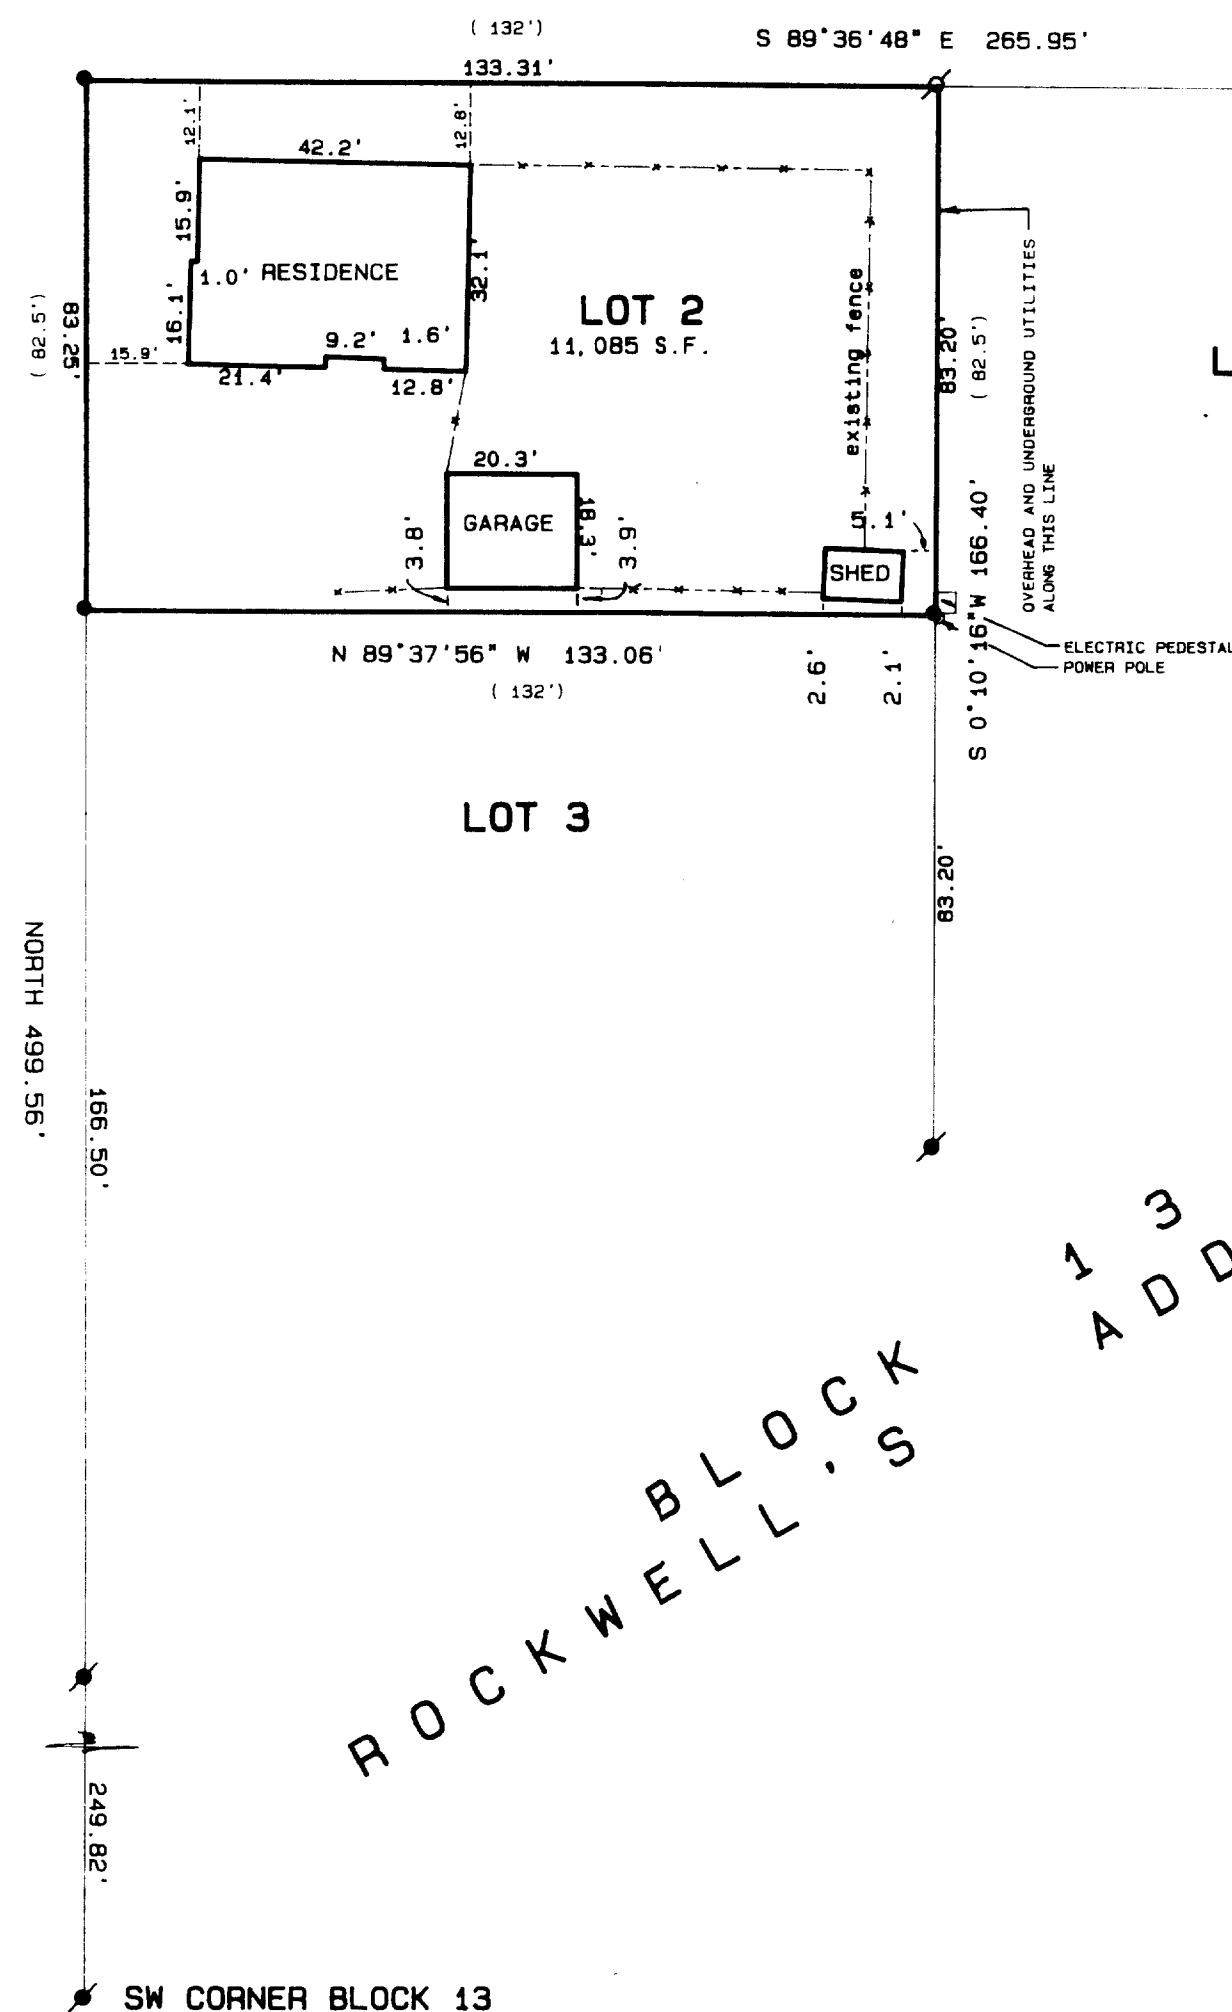 ( 132')
S 89°36'48" E 265.95'
133.31'
12.1'
12.8'
42.2'
15.9'
1.0' RESIDENCE
32.1'
16.1'
9.2'
1.6'
21.4'
12.8'
15.9'
83.25'
( 82.5')
LOT 2
11,085 S.F.
existing fence
83.20'
( 82.5')
OVERHEAD AND UNDERGROUND UTILITIES
ALONG THIS LINE
20.3'
GARAGE
18.3'
3.8'
3.9'
SHED
2.6'
2.1'
S 0°10'16"W 166.40'
ELECTRIC PEDESTAL
POWER POLE
N 89°37'56" W 133.06'
( 132')
LOT 3
83.20'
NORTH 499.56'
166.50'
BLOCK 13
ROCKWELL'S ADD
249.82'
SW CORNER BLOCK 13